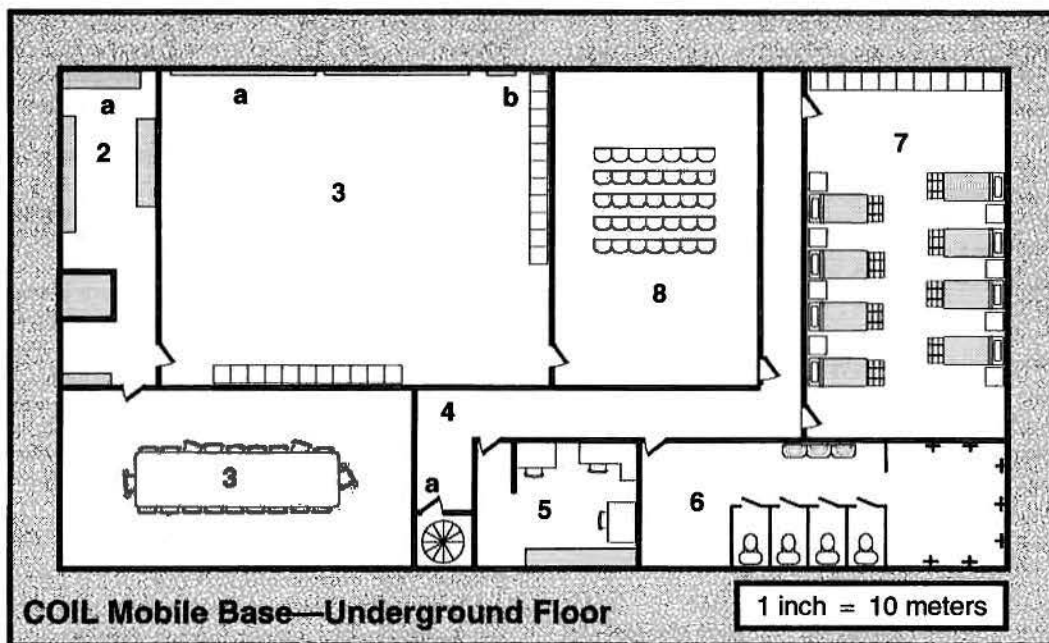 a
2
a
b
3
7
8
4
3
a
5
6
COIL Mobile Base—Underground Floor
1 inch = 10 meters